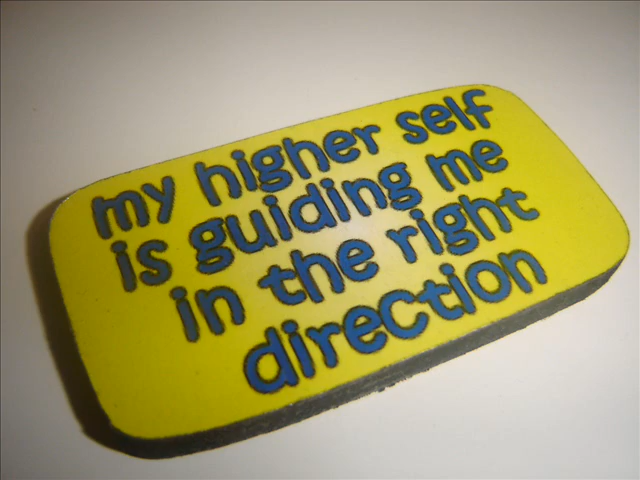 my higher self
is guiding me
in the right
direction